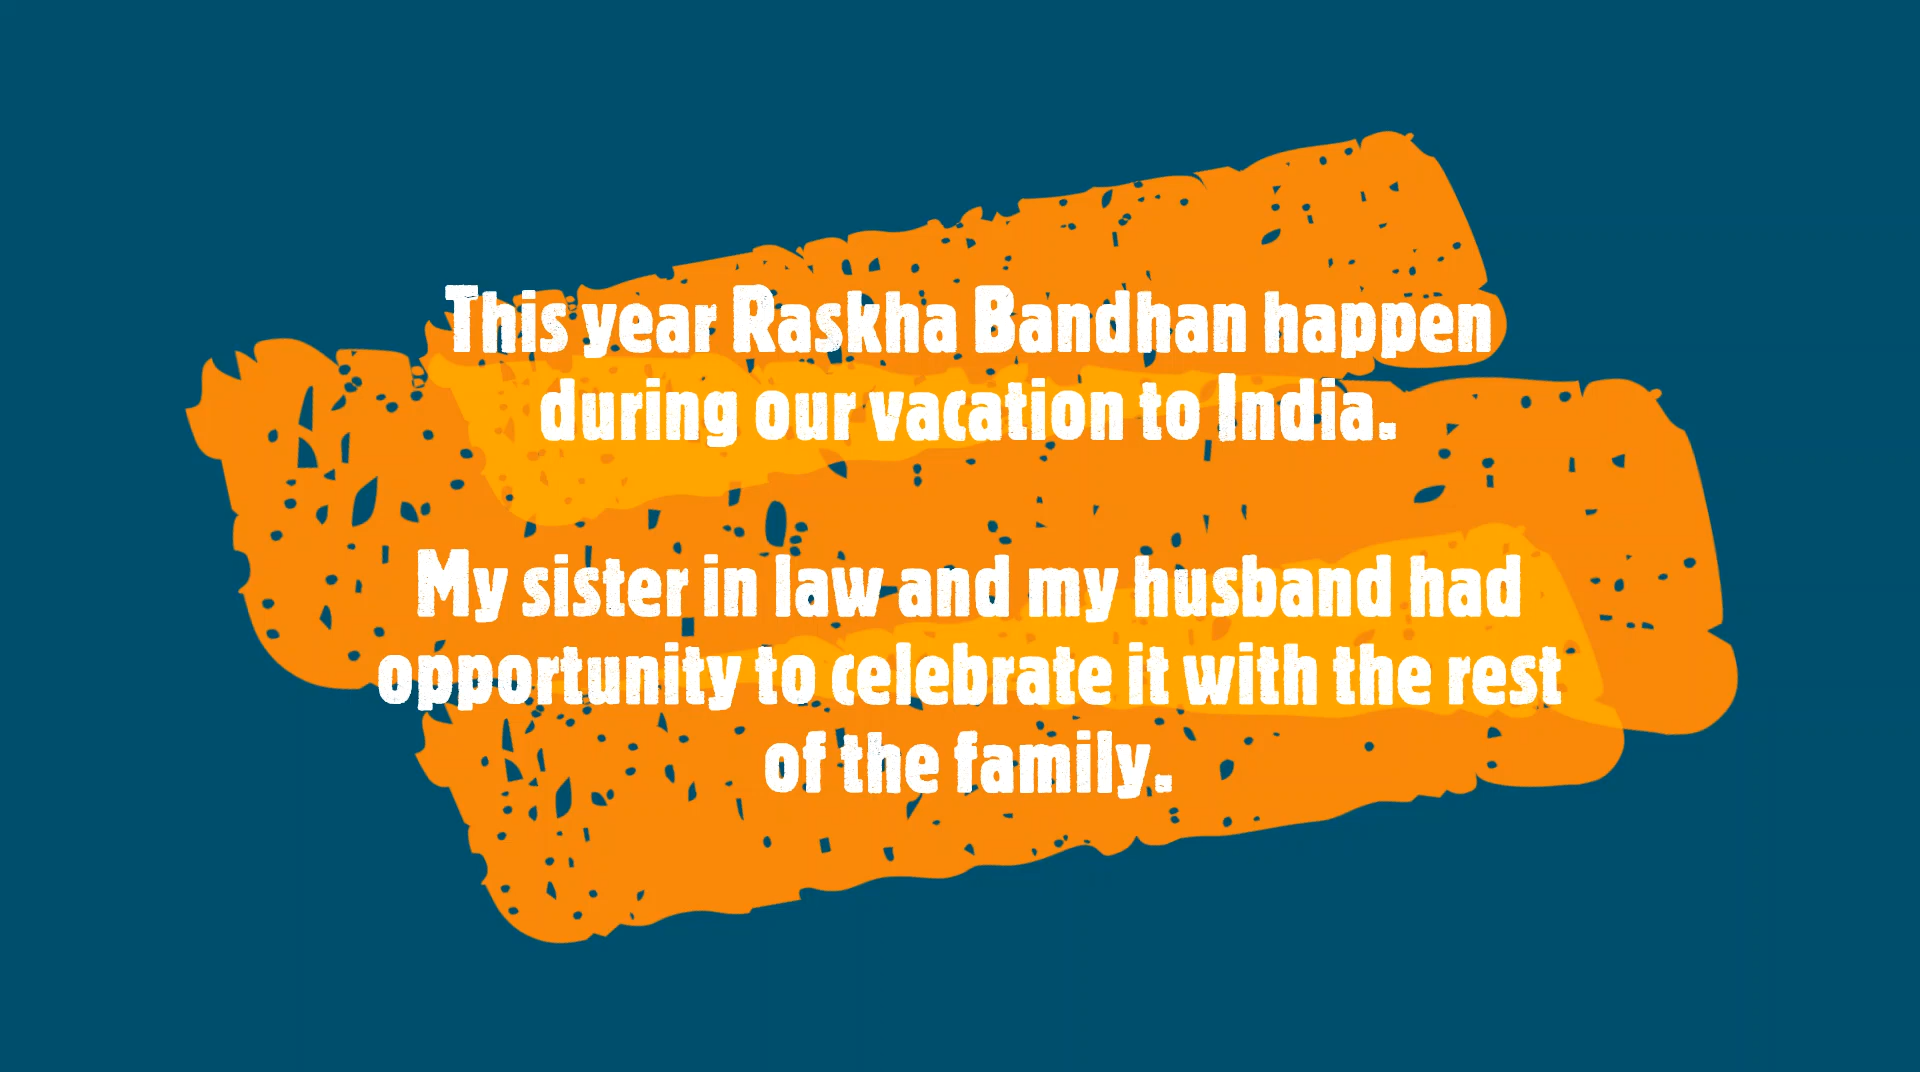 This year Raskha Bandhan happen
during our vacation to India.
My sister in law and my husband had
opportunity to celebrate it with the rest
of the family.